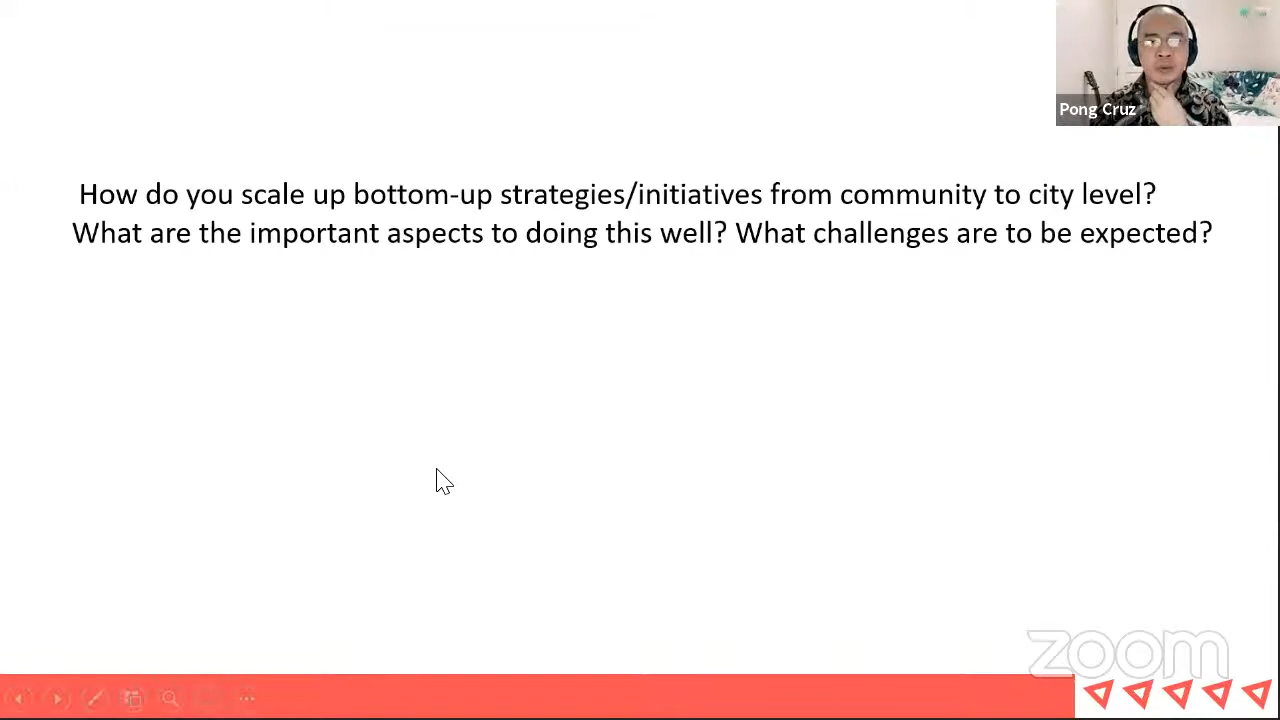 Pong Cruz
How do you scale up bottom-up strategies/initiatives from community to city level?
What are the important aspects to doing this well? What challenges are to be expected?
zoom